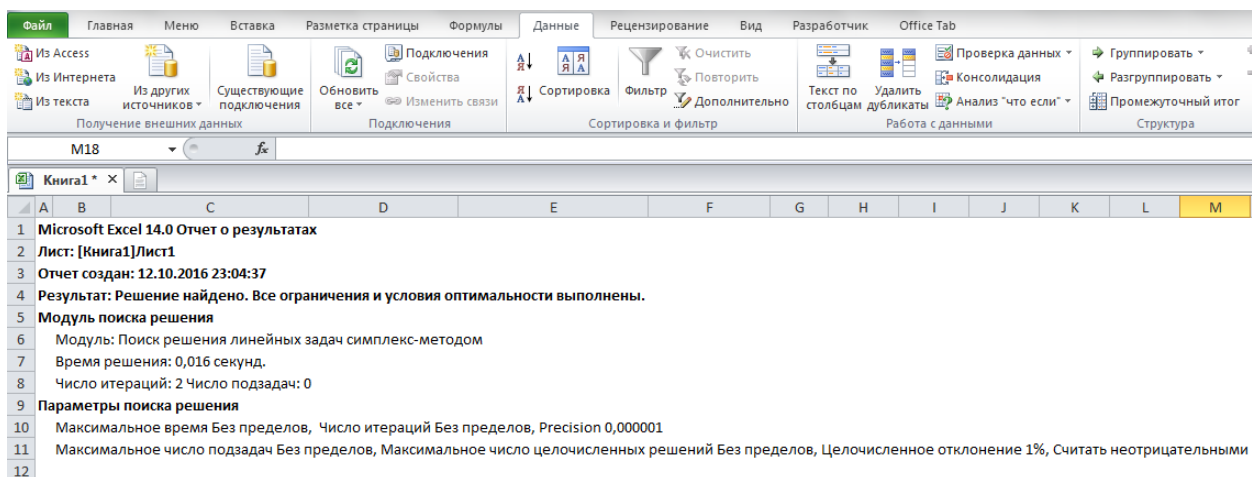 Файл Главная Меню Вставка Разметка страницы Формулы Данные Рецензирование Вид Разработчик Office Tab
Из Access
Из Интернета
Из текста
Из других источников
Существующие подключения
Получение внешних данных
Обновить все
Подключения
Свойства
Изменить связи
Подключения
Сортировка
Фильтр
Очистить
Повторить
Дополнительно
Сортировка и фильтр
Текст по столбцам
Удалить дубликаты
Проверка данных
Консолидация
Анализ "что если"
Работа с данными
Группировать
Разгруппировать
Промежуточный итог
Структура
M18 fx
Книга1 *
A B C D E F G H I J K L M
1 Microsoft Excel 14.0 Отчет о результатах
2 Лист: [Книга1]Лист1
3 Отчет создан: 12.10.2016 23:04:37
4 Результат: Решение найдено. Все ограничения и условия оптимальности выполнены.
5 Модуль поиска решения
6 Модуль: Поиск решения линейных задач симплекс-методом
7 Время решения: 0,016 секунд.
8 Число итераций: 2 Число подзадач: 0
9 Параметры поиска решения
10 Максимальное время Без пределов, Число итераций Без пределов, Precision 0,000001
11 Максимальное число подзадач Без пределов, Максимальное число целочисленных решений Без пределов, Целочисленное отклонение 1%, Считать неотрицательными
12